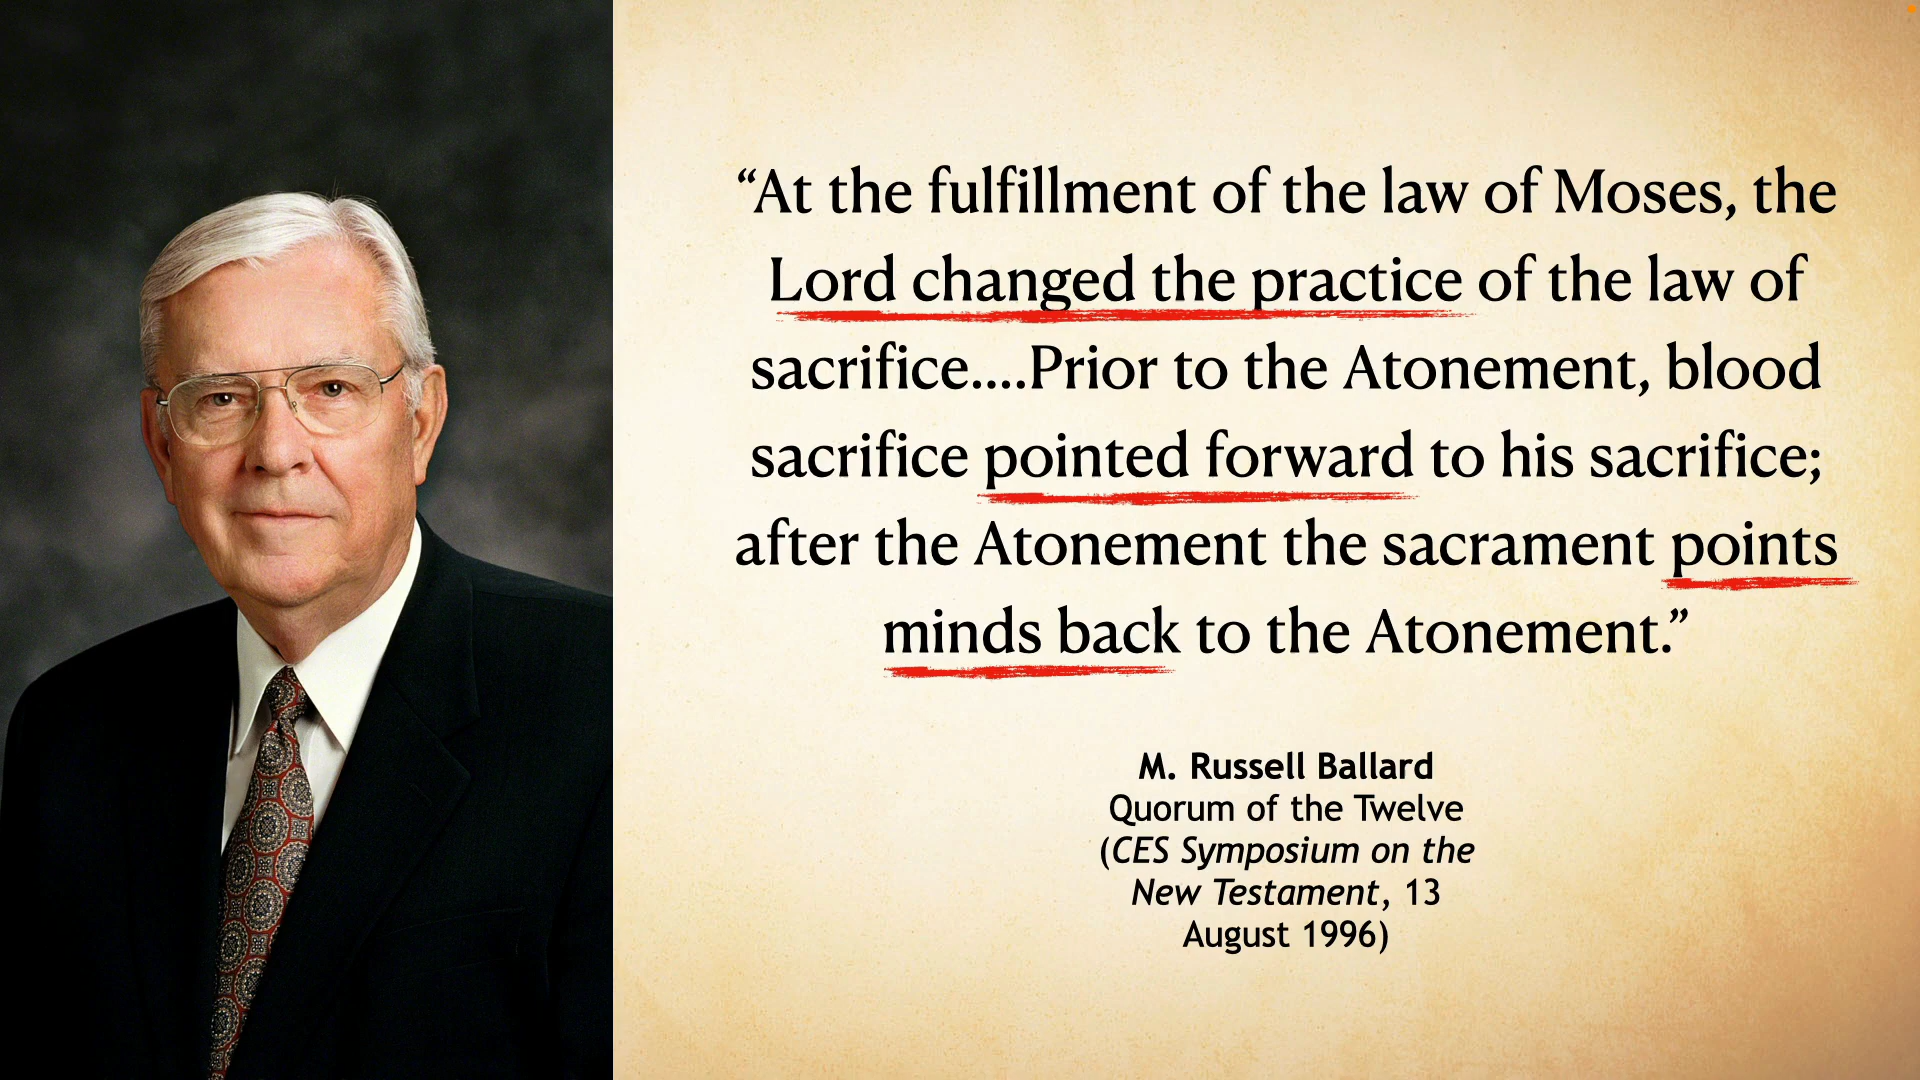 “At the fulfillment of the law of Moses, the
Lord changed the practice of the law of
sacrifice....Prior to the Atonement, blood
sacrifice pointed forward to his sacrifice;
after the Atonement the sacrament points
minds back to the Atonement.”
M. Russell Ballard
Quorum of the Twelve
(CES Symposium on the
New Testament, 13
August 1996)